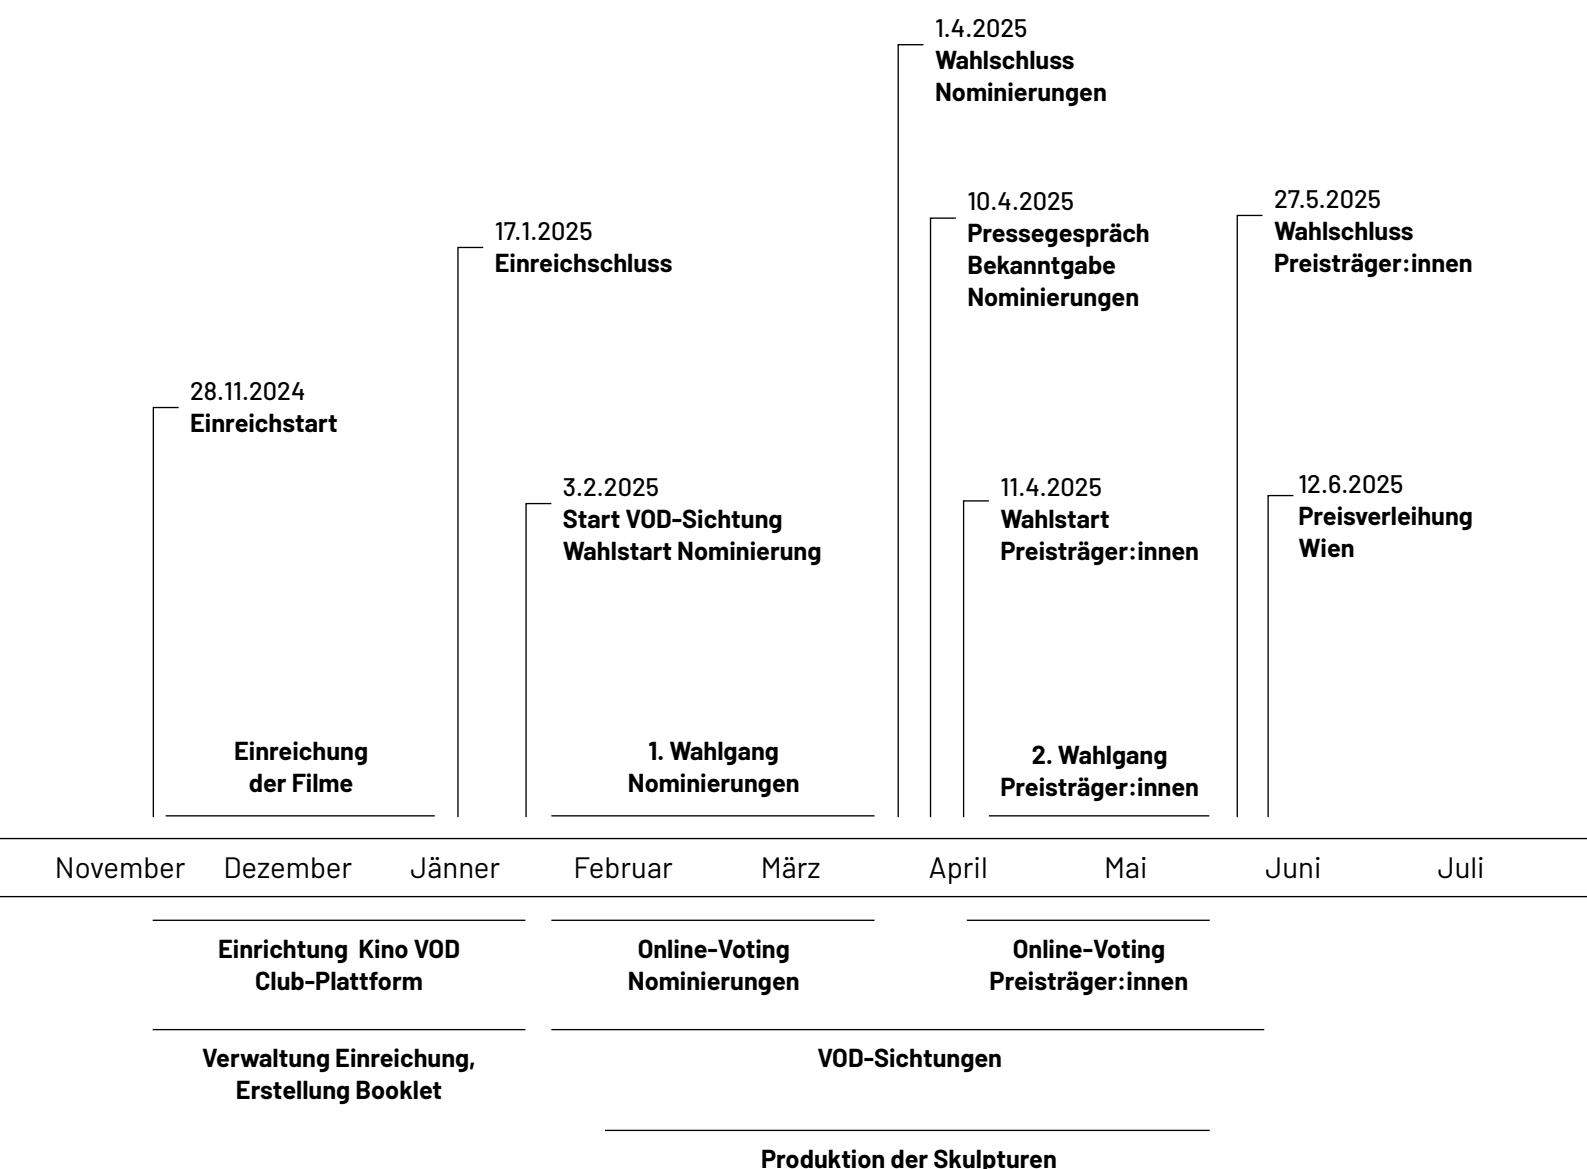 1.4.2025
Wahlschluss
Nominierungen
10.4.2025
Pressegespräch
Bekanntgabe
Nominierungen
27.5.2025
Wahlschluss
Preisträger:innen
17.1.2025
Einreichschluss
28.11.2024
Einreichstart
3.2.2025
Start VOD-Sichtung
Wahlstart Nominierung
11.4.2025
Wahlstart
Preisträger:innen
12.6.2025
Preisverleihung
Wien
Einreichung
der Filme
1. Wahlgang
Nominierungen
2. Wahlgang
Preisträger:innen
November Dezember Jänner Februar März April Mai Juni Juli
Einrichtung Kino VOD
Club-Plattform
Online-Voting
Nominierungen
Online-Voting
Preisträger:innen
Verwaltung Einreichung,
Erstellung Booklet
VOD-Sichtungen
Produktion der Skulpturen